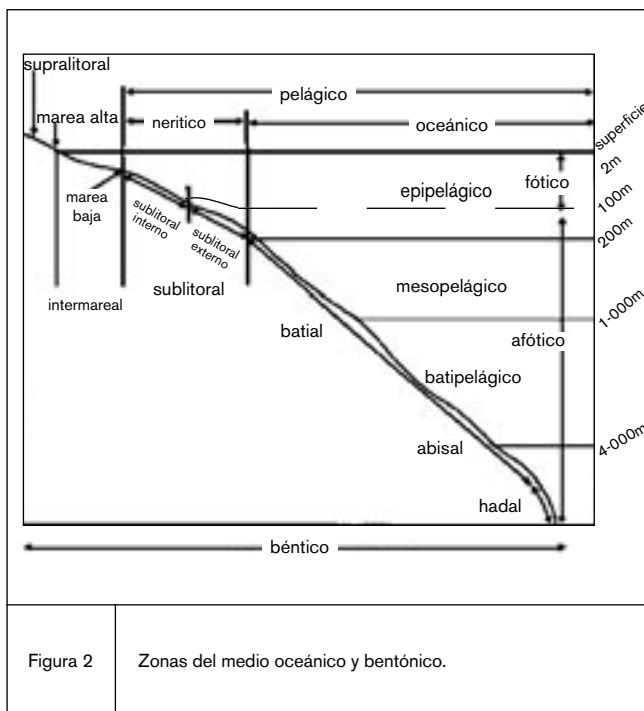 supralitoral
pelágico
marea alta
neritico
oceánico
superficie
2m
epipelágico
fótico
100m
marea
baja
sublitoral
interno
sublitoral
externo
200m
sublitoral
mesopelágico
intermareal
batial
1-000m
afótico
batipelágico
abisal
4-000m
hadal
béntico
Figura 2
Zonas del medio oceánico y bentónico.